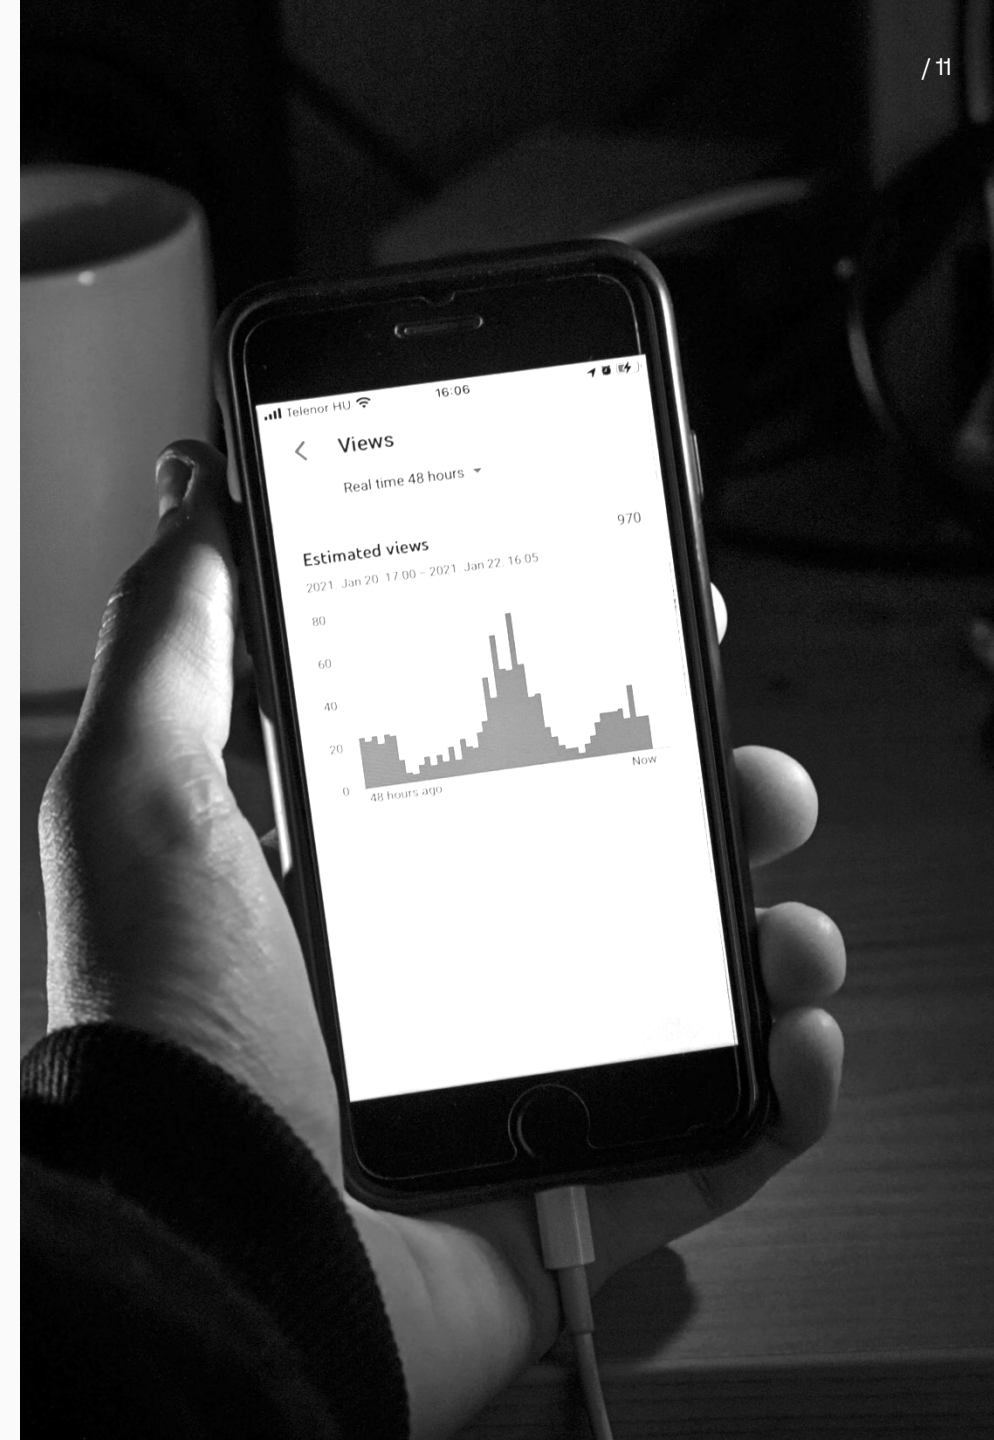 / 11
Telenor HU 16:06
Views
Real time 48 hours
970
Estimated views
2021. Jan 20. 17:00 – 2021. Jan 22. 16:05
80
60
40
20
0
48 hours ago
Now